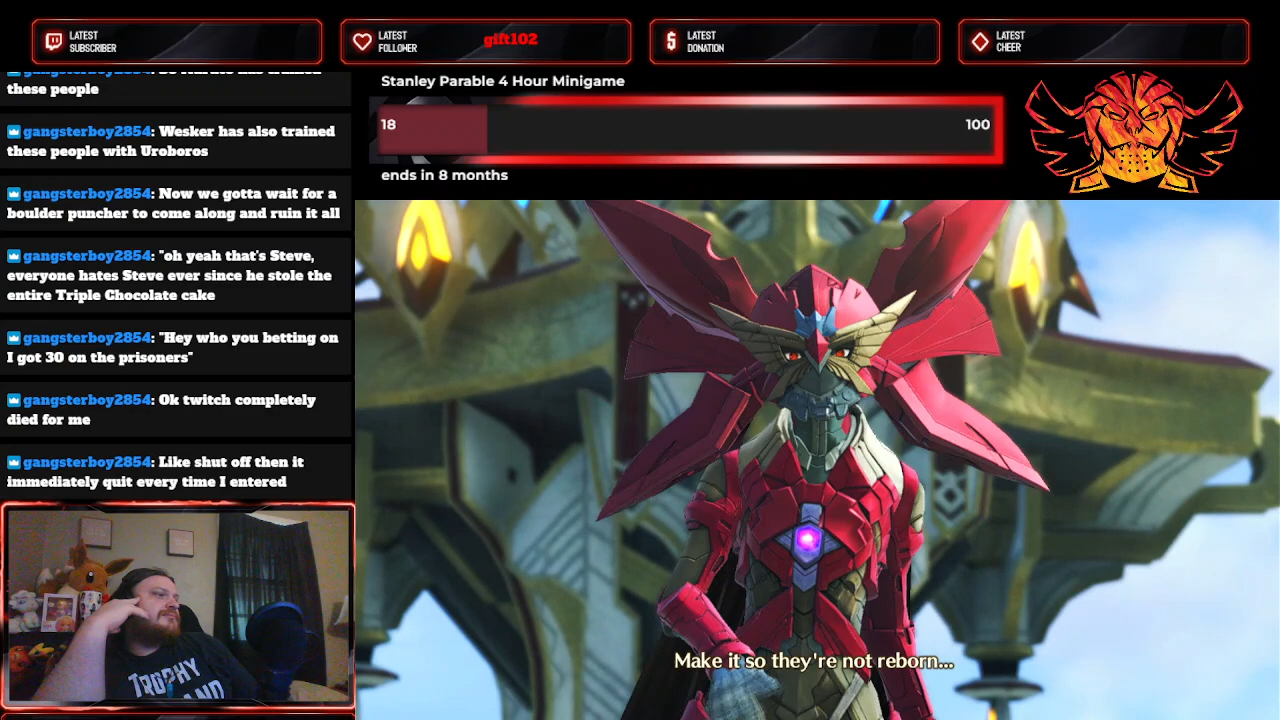 LATEST
SUBSCRIBER
LATEST
FOLLOWER
gift102
LATEST
DONATION
LATEST
CHEER
these people
gangsterboy2854: Wesker has also trained
these people with Uroboros
gangsterboy2854: Now we gotta wait for a
boulder puncher to come along and ruin it all
gangsterboy2854: "oh yeah that's Steve,
everyone hates Steve ever since he stole the
entire Triple Chocolate cake
gangsterboy2854: "Hey who you betting on
I got 30 on the prisoners"
gangsterboy2854: Ok twitch completely
died for me
gangsterboy2854: Like shut off then it
immediately quit every time I entered
Stanley Parable 4 Hour Minigame
18
100
ends in 8 months
Make it so they're not reborn...
TROPHY